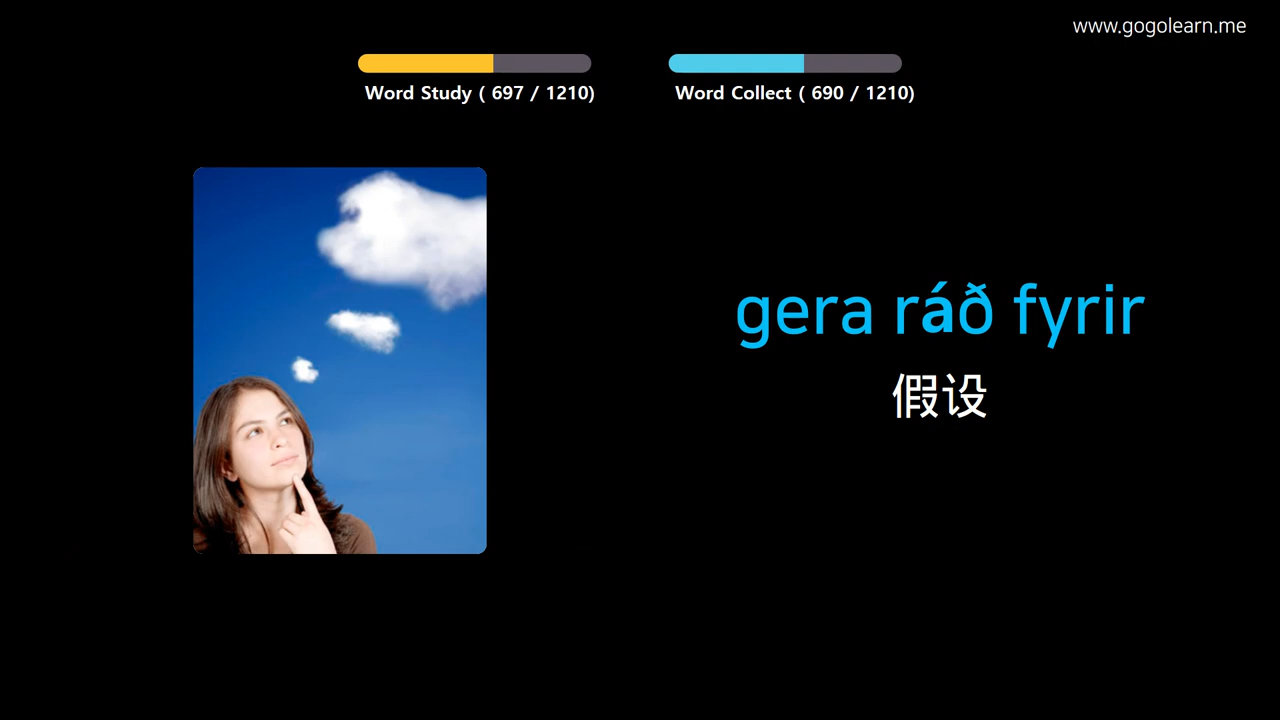 www.gogolearn.me
Word Study ( 697 / 1210)
Word Collect ( 690 / 1210)
gera ráð fyrir
假设